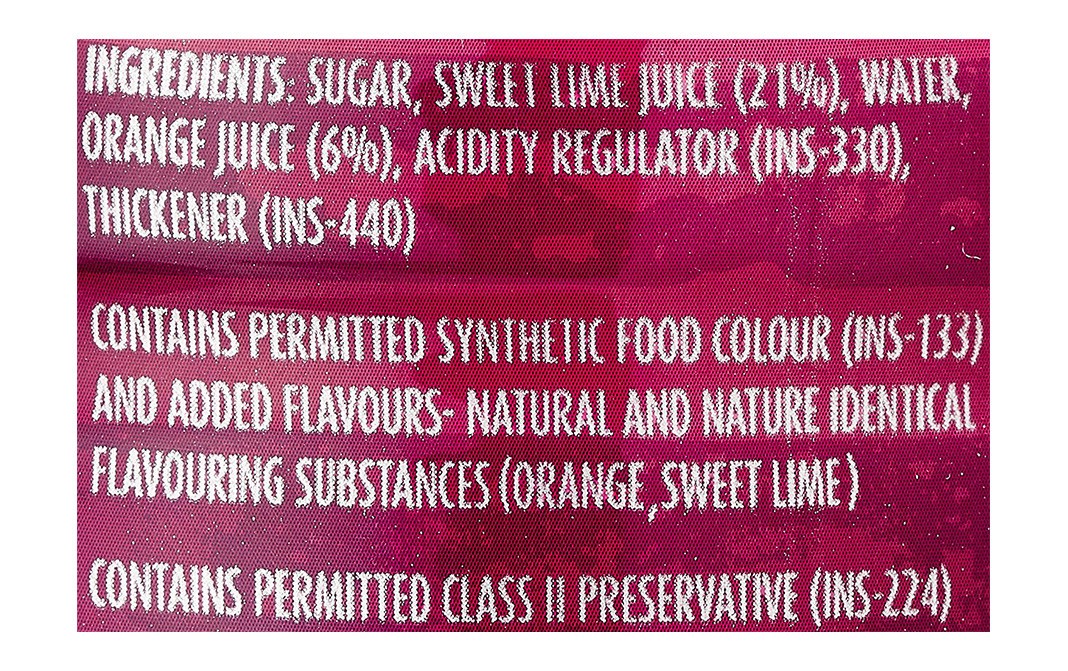 INGREDIENTS: SUGAR, SWEET LIME JUICE (21%), WATER,
ORANGE JUICE (6%), ACIDITY REGULATOR (INS-330),
THICKENER (INS-440)
CONTAINS PERMITTED SYNTHETIC FOOD COLOUR (INS-133)
AND ADDED FLAVOURS- NATURAL AND NATURE IDENTICAL
FLAVOURING SUBSTANCES (ORANGE,SWEET LIME)
CONTAINS PERMITTED CLASS II PRESERVATIVE (INS-224)